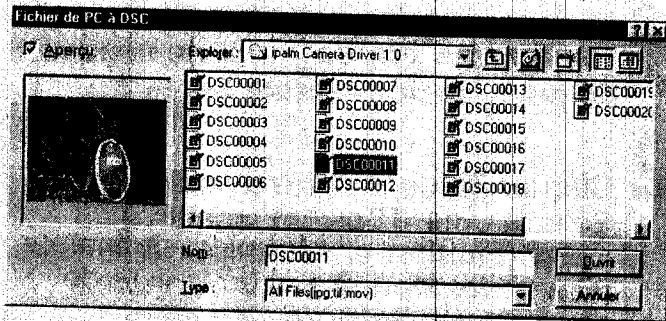 Fichier de PC à DSC
Aperçu
Explorer : ipalm Camera Driver 1 0
DSC00001
DSC00002
DSC00003
DSC00004
DSC00005
DSC00006
DSC00007
DSC00008
DSC00009
DSC00010
DSC00011
DSC00012
DSC00013
DSC00014
DSC00015
DSC00016
DSC00017
DSC00018
DSC00019
DSC0002
Nom : DSC00011
Ouvrir
Type : All Files(jpg,tif,mov)
Annuler